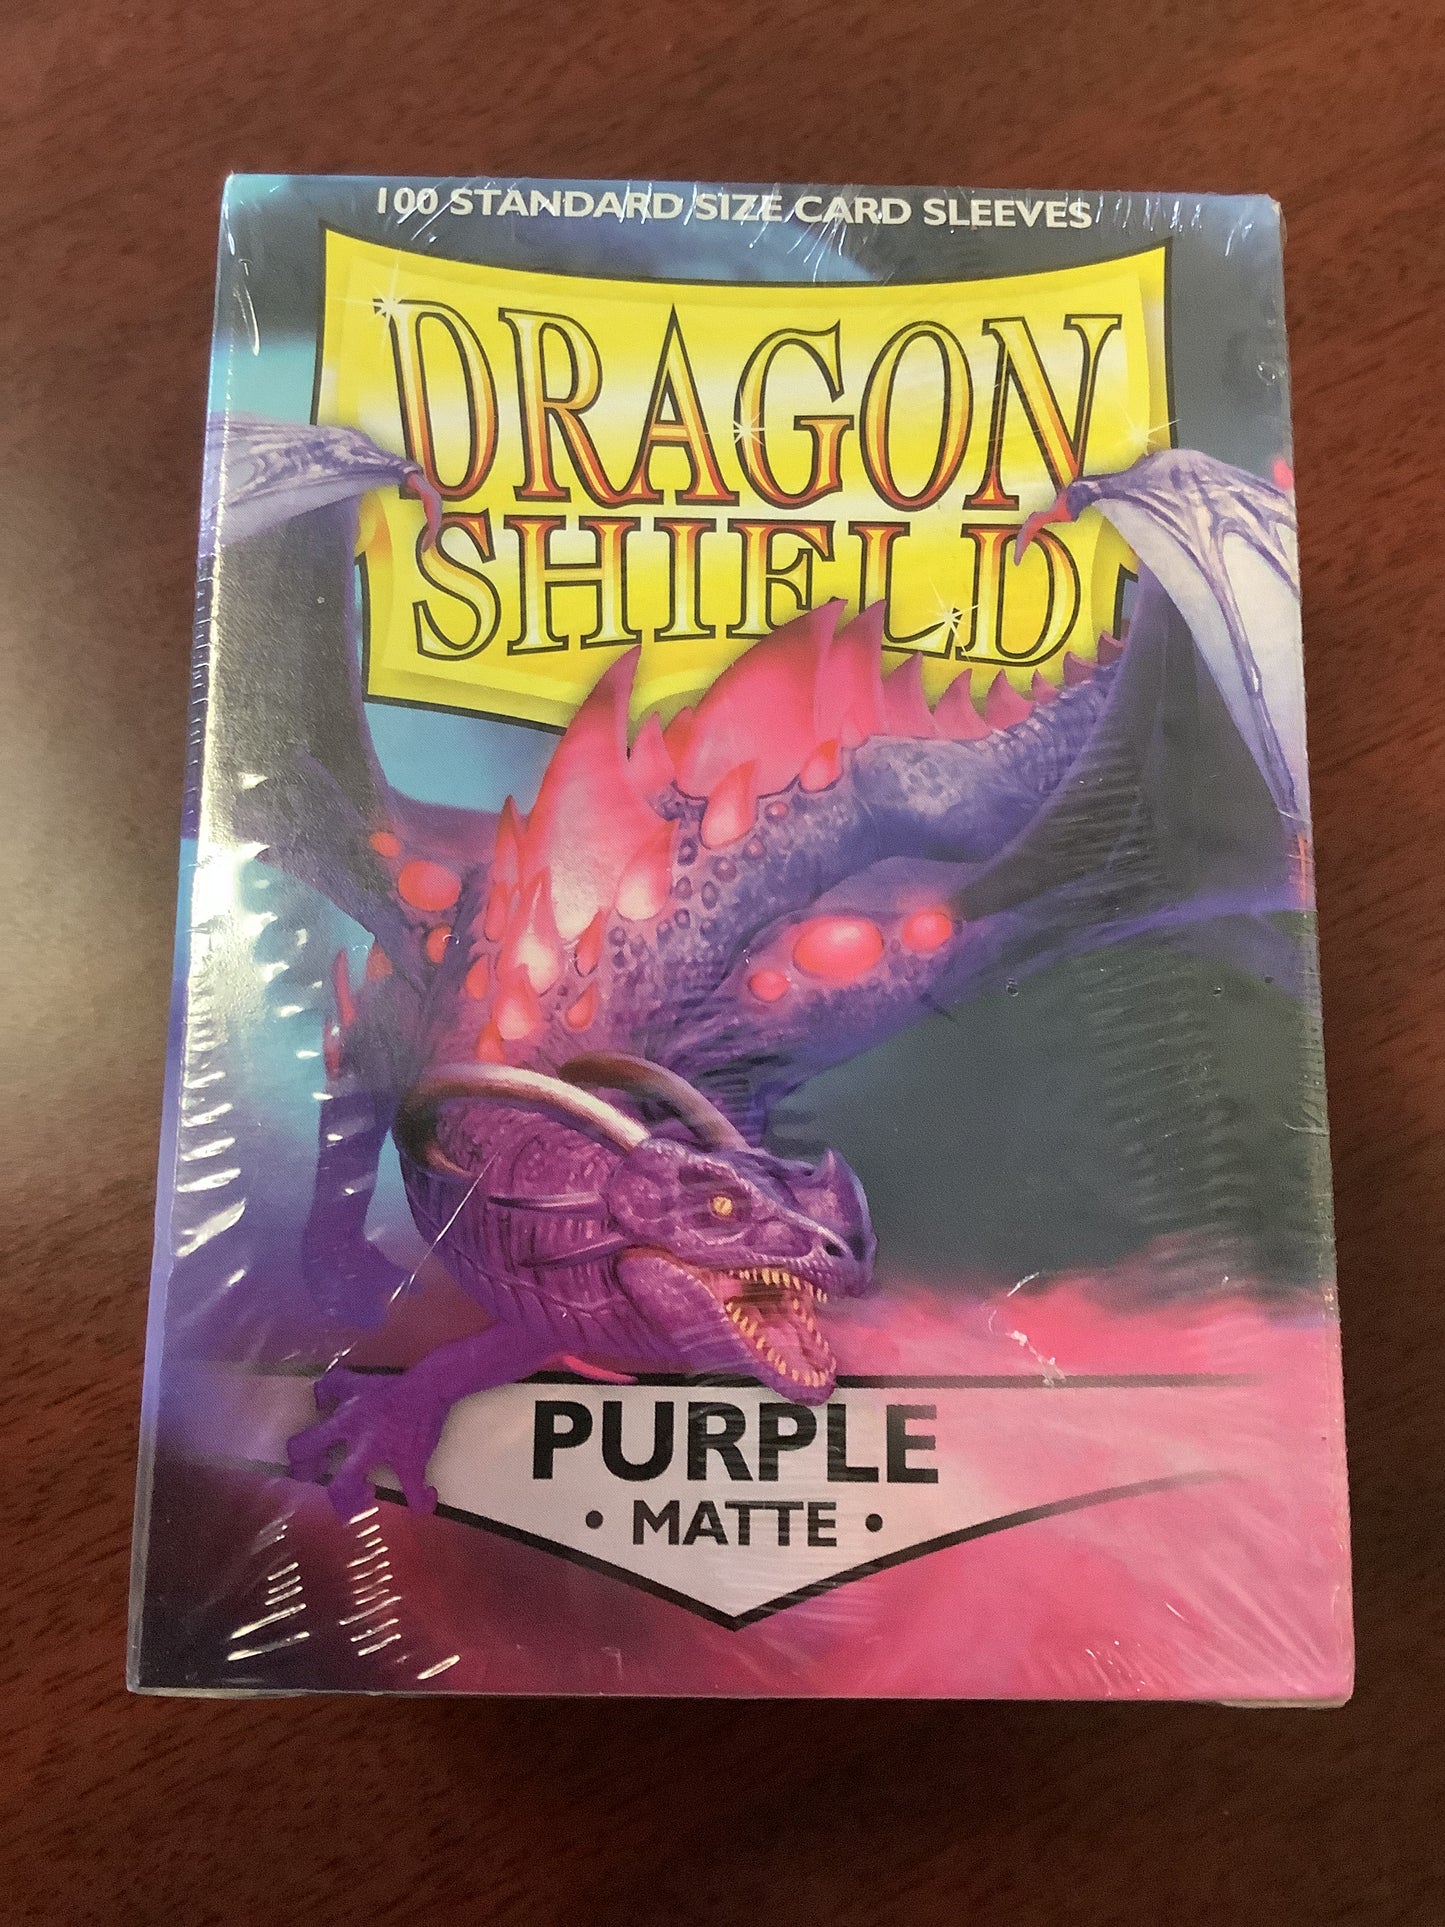 100 STANDARD SIZE CARD SLEEVES
DRAGON
SHIELD
PURPLE
• MATTE •